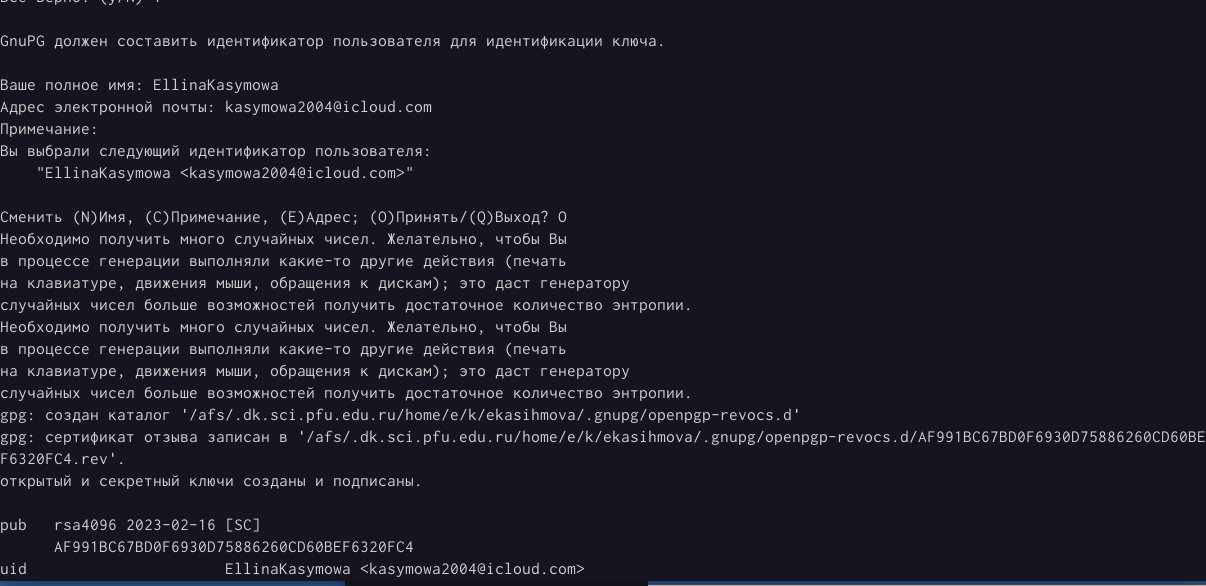 Все верно? (y/N)
GnuPG должен составить идентификатор пользователя для идентификации ключа.
Ваше полное имя: EllinaKasymowa
Адрес электронной почты: kasymowa2004@icloud.com
Примечание:
Вы выбрали следующий идентификатор пользователя:
"EllinaKasymowa <kasymowa2004@icloud.com>"
Сменить (N)Имя, (C)Примечание, (E)Адрес; (O)Принять/(Q)Выход? O
Необходимо получить много случайных чисел. Желательно, чтобы Вы
в процессе генерации выполняли какие-то другие действия (печать
на клавиатуре, движения мыши, обращения к дискам); это даст генератору
случайных чисел больше возможностей получить достаточное количество энтропии.
Необходимо получить много случайных чисел. Желательно, чтобы Вы
в процессе генерации выполняли какие-то другие действия (печать
на клавиатуре, движения мыши, обращения к дискам); это даст генератору
случайных чисел больше возможностей получить достаточное количество энтропии.
gpg: создан каталог '/afs/.dk.sci.pfu.edu.ru/home/e/k/ekasihmova/.gnupg/openpgp-revocs.d'
gpg: сертификат отзыва записан в '/afs/.dk.sci.pfu.edu.ru/home/e/k/ekasihmova/.gnupg/openpgp-revocs.d/AF991BC67BD0F6930D75886260CD60BE
F6320FC4.rev'.
открытый и секретный ключи созданы и подписаны.
pub   rsa4096 2023-02-16 [SC]
AF991BC67BD0F6930D75886260CD60BEF6320FC4
uid                      EllinaKasymowa <kasymowa2004@icloud.com>